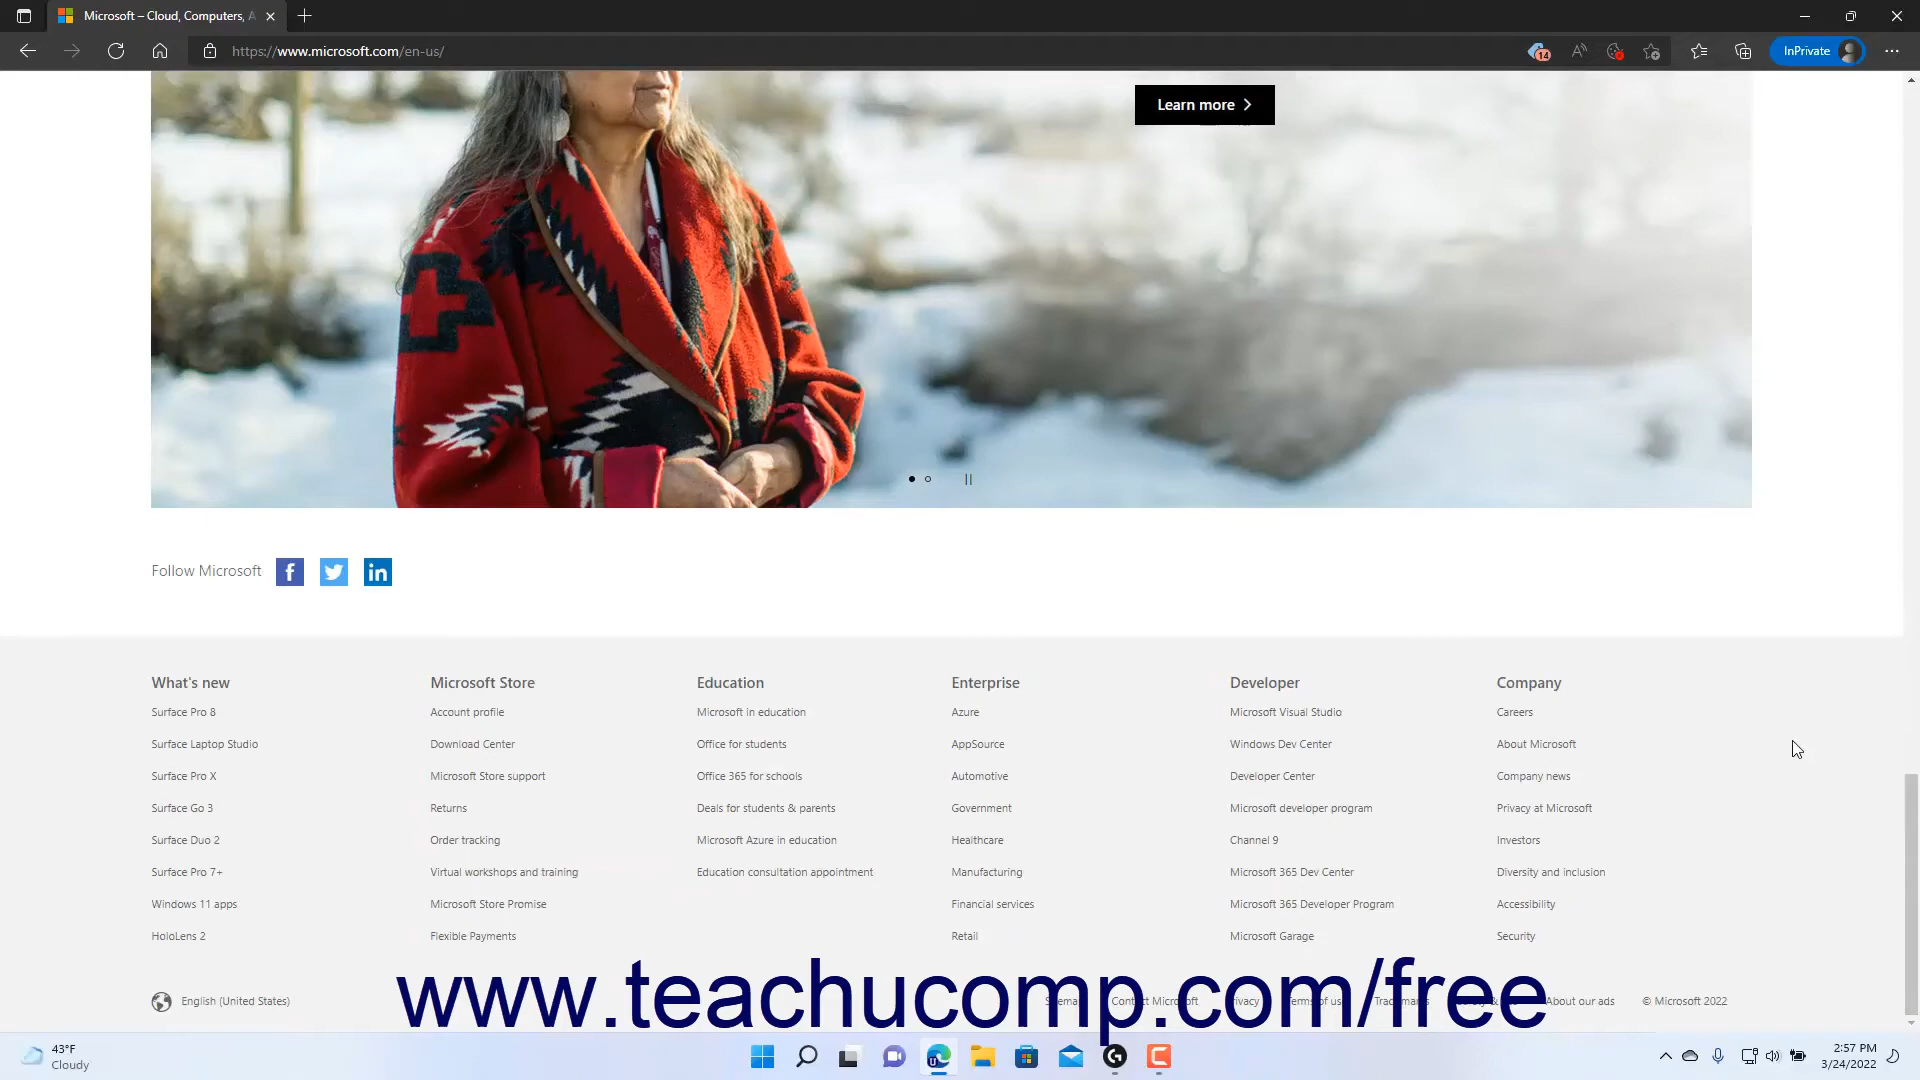 Microsoft – Cloud, Computers, A
https://www.microsoft.com/en-us/
14
InPrivate
Learn more
Follow Microsoft
What's new
Surface Pro 8
Surface Laptop Studio
Surface Pro X
Surface Go 3
Surface Duo 2
Surface Pro 7+
Windows 11 apps
HoloLens 2
Microsoft Store
Account profile
Download Center
Microsoft Store support
Returns
Order tracking
Virtual workshops and training
Microsoft Store Promise
Flexible Payments
Education
Microsoft in education
Office for students
Office 365 for schools
Deals for students & parents
Microsoft Azure in education
Education consultation appointment
Enterprise
Azure
AppSource
Automotive
Government
Healthcare
Manufacturing
Financial services
Retail
Developer
Microsoft Visual Studio
Windows Dev Center
Developer Center
Microsoft developer program
Channel 9
Microsoft 365 Dev Center
Microsoft 365 Developer Program
Microsoft Garage
Company
Careers
About Microsoft
Company news
Privacy at Microsoft
Investors
Diversity and inclusion
Accessibility
Security
English (United States)
Contact Microsoft
Trademarks
About our ads
© Microsoft 2022
www.teachucomp.com/free
43°F
Cloudy
2:57 PM
3/24/2022